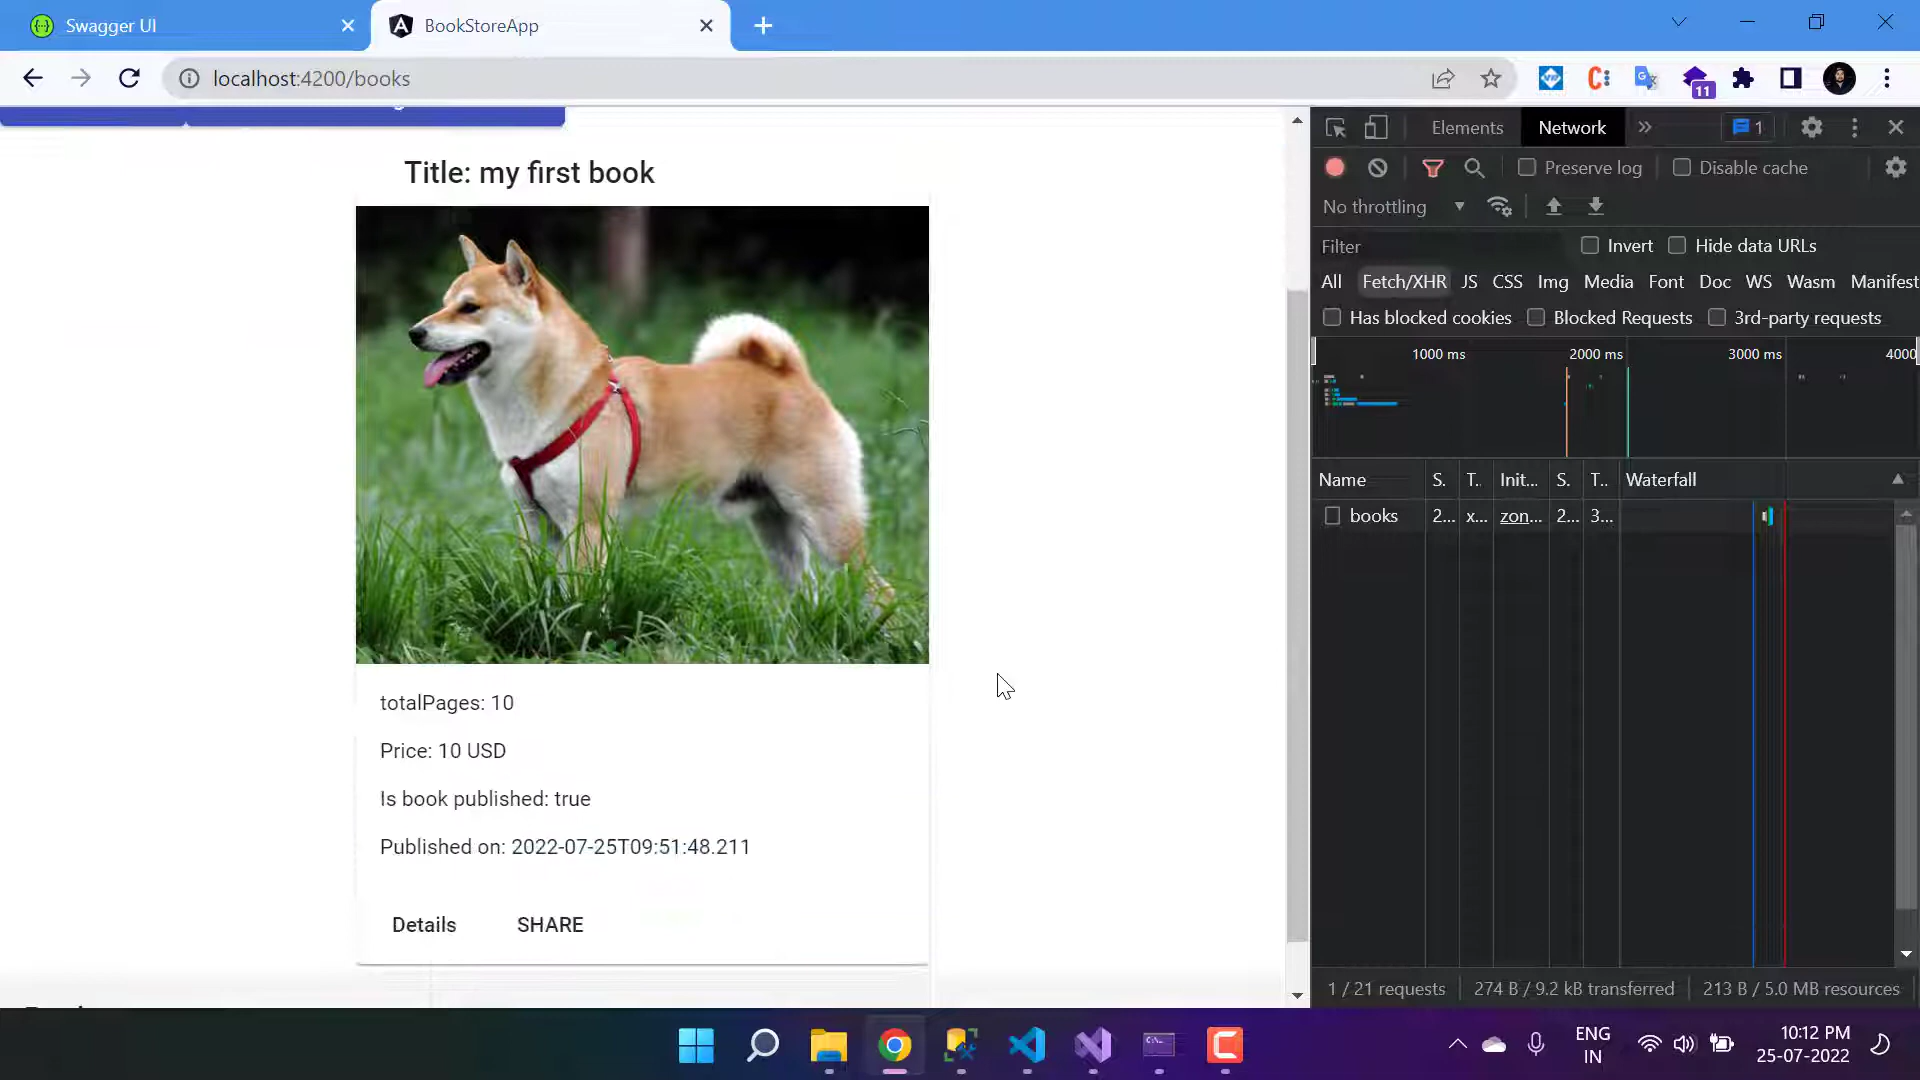 Swagger UI
BookStoreApp
localhost:4200/books
11
Elements
Network
1
Preserve log
Disable cache
No throttling
Filter
Invert
Hide data URLs
All
Fetch/XHR
JS
CSS
Img
Media
Font
Doc
WS
Wasm
Manifest
Has blocked cookies
Blocked Requests
3rd-party requests
1000 ms
2000 ms
3000 ms
4000
Name
S.
T.
Init...
S.
T..
Waterfall
books
2...
x...
zon...
2...
3...
1 / 21 requests
274 B / 9.2 kB transferred
213 B / 5.0 MB resources
Title: my first book
totalPages: 10
Price: 10 USD
Is book published: true
Published on: 2022-07-25T09:51:48.211
Details
SHARE
ENG
IN
10:12 PM
25-07-2022